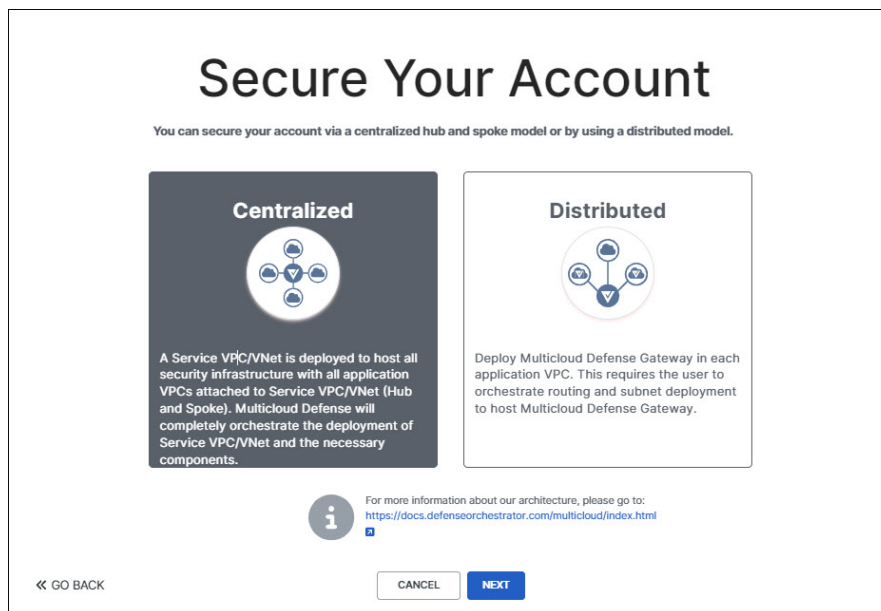 Secure Your Account
You can secure your account via a centralized hub and spoke model or by using a distributed model.
Centralized
A Service VPC/VNet is deployed to host all
security infrastructure with all application
VPCs attached to Service VPC/VNet (Hub
and Spoke). Multicloud Defense will
completely orchestrate the deployment of
Service VPC/VNet and the necessary
components.
Distributed
Deploy Multicloud Defense Gateway in each
application VPC. This requires the user to
orchestrate routing and subnet deployment
to host Multicloud Defense Gateway.
For more information about our architecture, please go to:
https://docs.defenseorchestrator.com/multicloud/index.html
GO BACK
CANCEL
NEXT